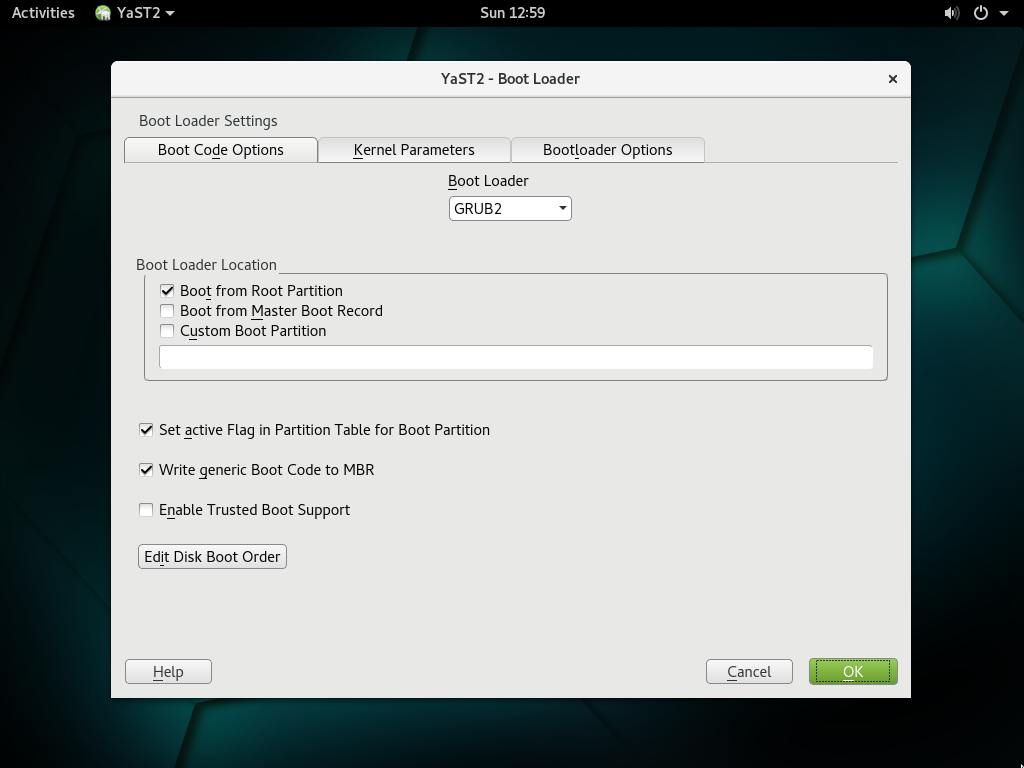 Activities YaST2 Sun 12:59
YaST2 - Boot Loader
Boot Loader Settings
Boot Code Options Kernel Parameters Bootloader Options
Boot Loader
GRUB2
Boot Loader Location
Boot from Root Partition
Boot from Master Boot Record
Custom Boot Partition
Set active Flag in Partition Table for Boot Partition
Write generic Boot Code to MBR
Enable Trusted Boot Support
Edit Disk Boot Order
Help Cancel OK